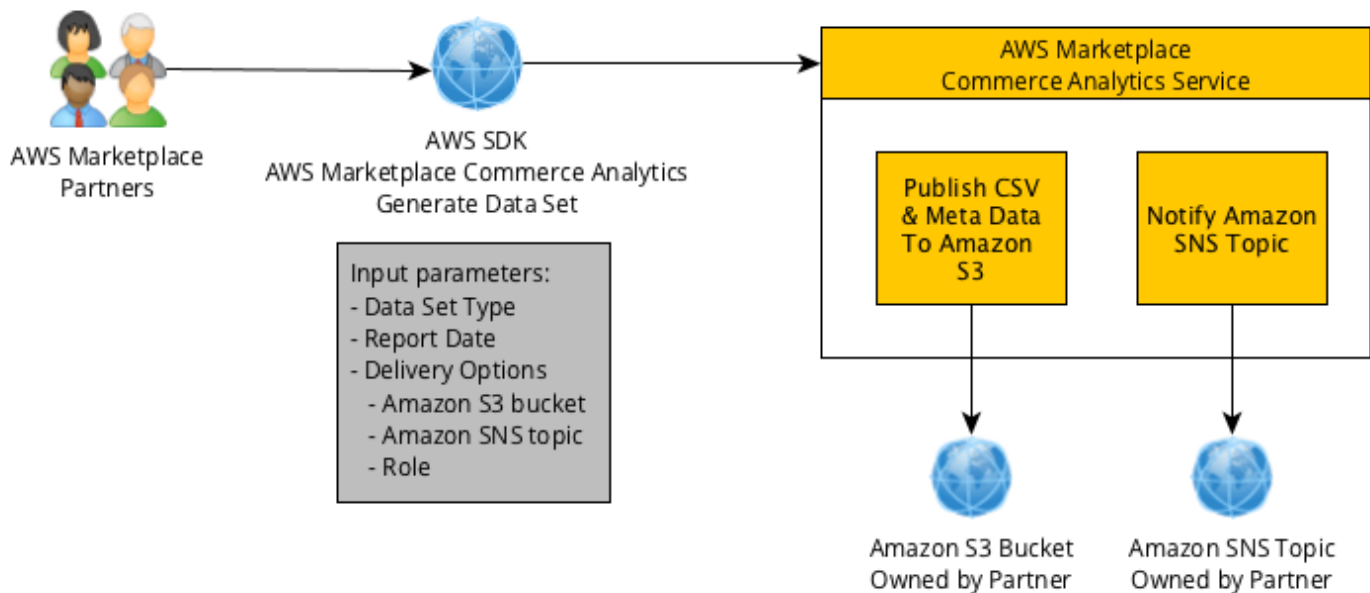 AWS Marketplace
Partners
AWS SDK
AWS Marketplace Commerce Analytics
Generate Data Set
Input parameters:
- Data Set Type
- Report Date
- Delivery Options
- Amazon S3 bucket
- Amazon SNS topic
- Role
AWS Marketplace
Commerce Analytics Service
Publish CSV
& Meta Data
To Amazon
S3
Notify Amazon
SNS Topic
Amazon S3 Bucket
Owned by Partner
Amazon SNS Topic
Owned by Partner